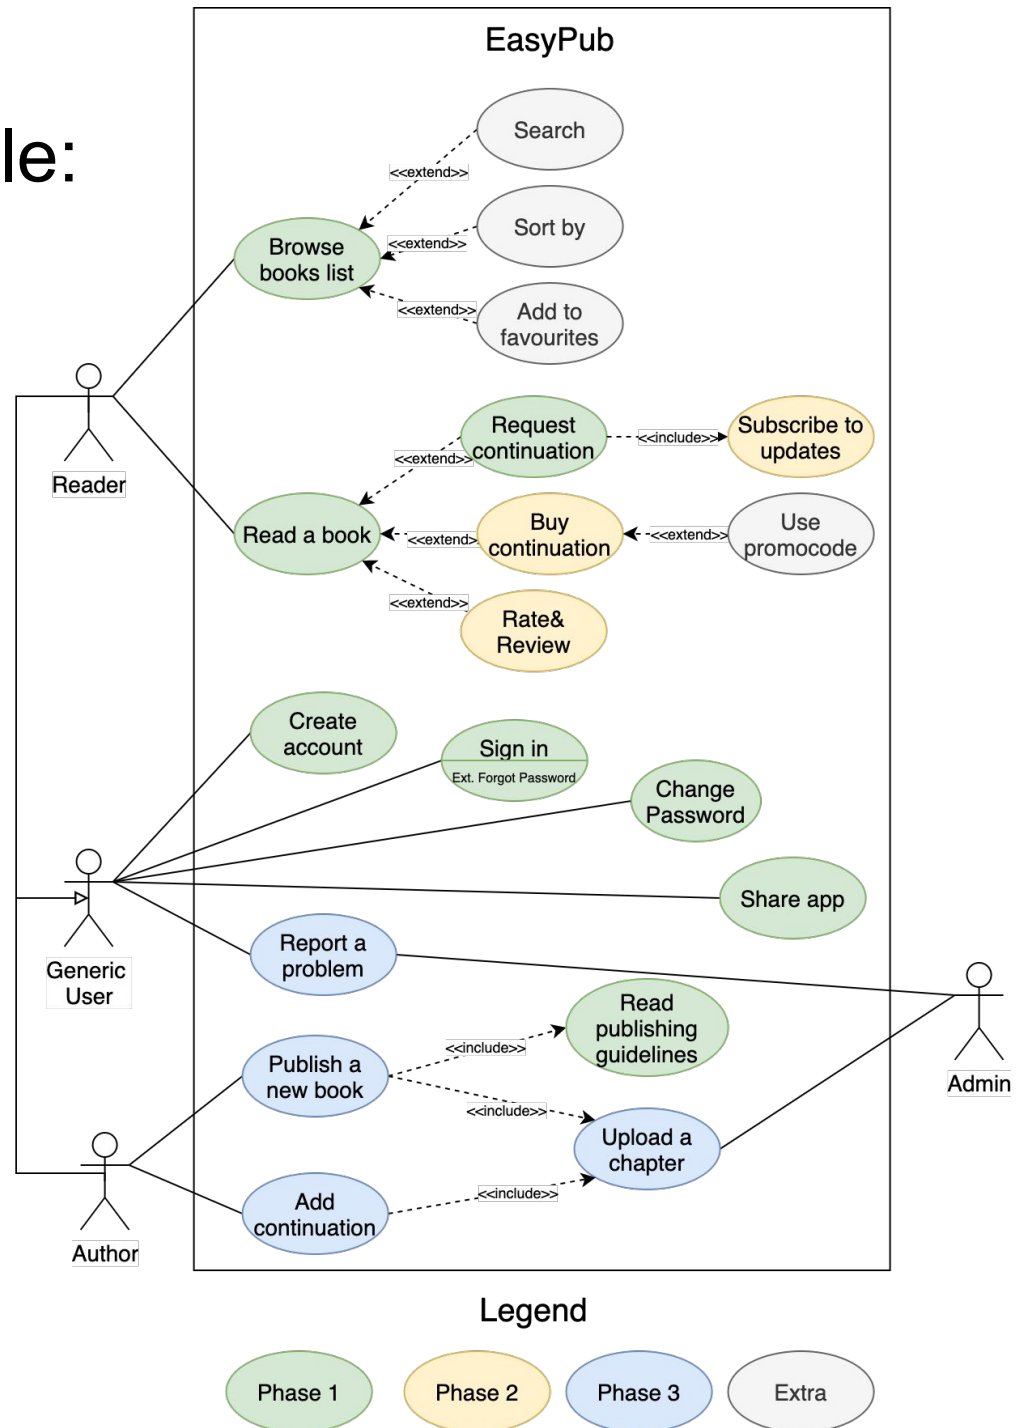 EasyPub
le:
Search
<<extend>>
Sort by
<<extend>>
Browse
books list
Add to
favourites
<<extend>>
Reader
Request
continuation
<<include>>
Subscribe to
updates
<<extend>>
Read a book
<<extend>
Buy
continuation
<<extend>>
Use
promocode
<<extend>>
Rate&
Review
Create
account
Sign in
Ext. Forgot Password
Change
Password
Share app
Generic
User
Report a
problem
Admin
Read
publishing
guidelines
<<include>>
Publish a
new book
<<include>>
Upload a
chapter
Author
Add
continuation
<<include>>
Legend
Phase 1
Phase 2
Phase 3
Extra